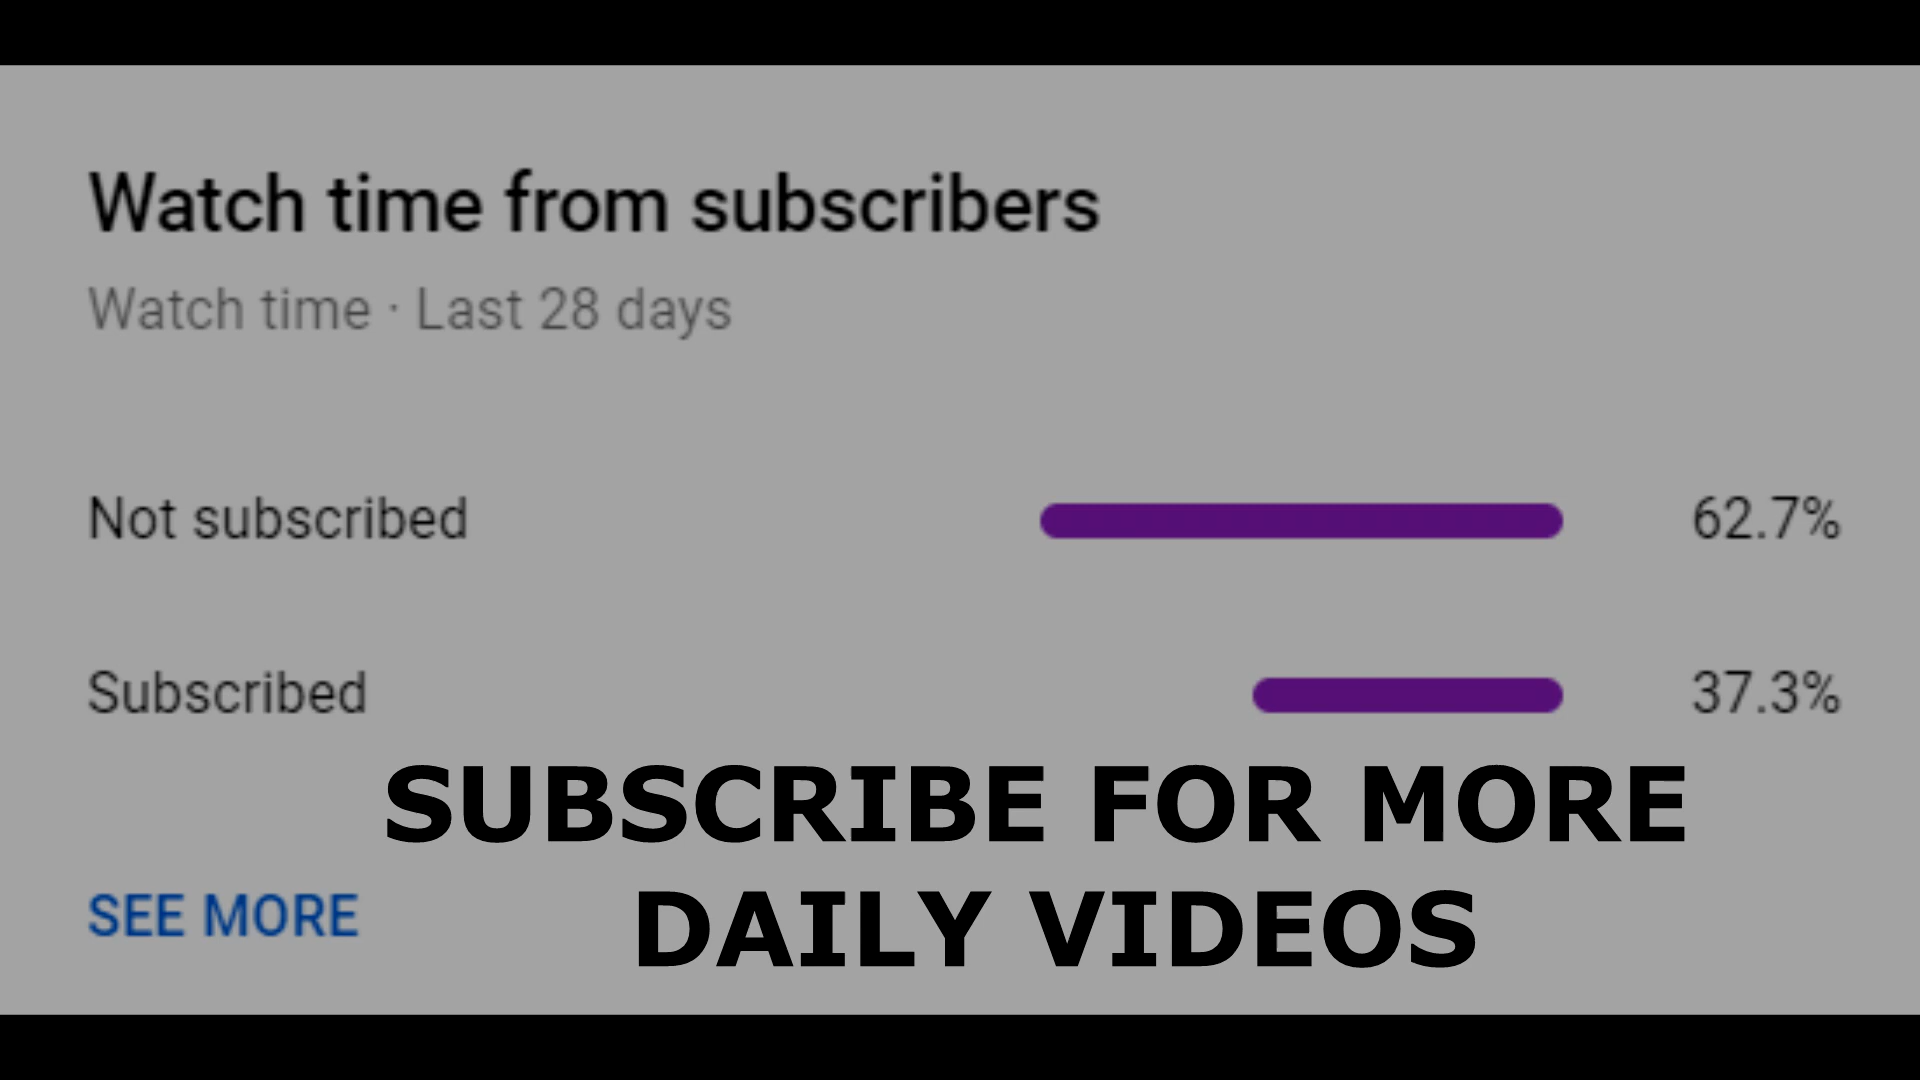 Watch time from subscribers
Watch time · Last 28 days
Not subscribed 62.7%
Subscribed 37.3%
SUBSCRIBE FOR MORE
DAILY VIDEOS
SEE MORE